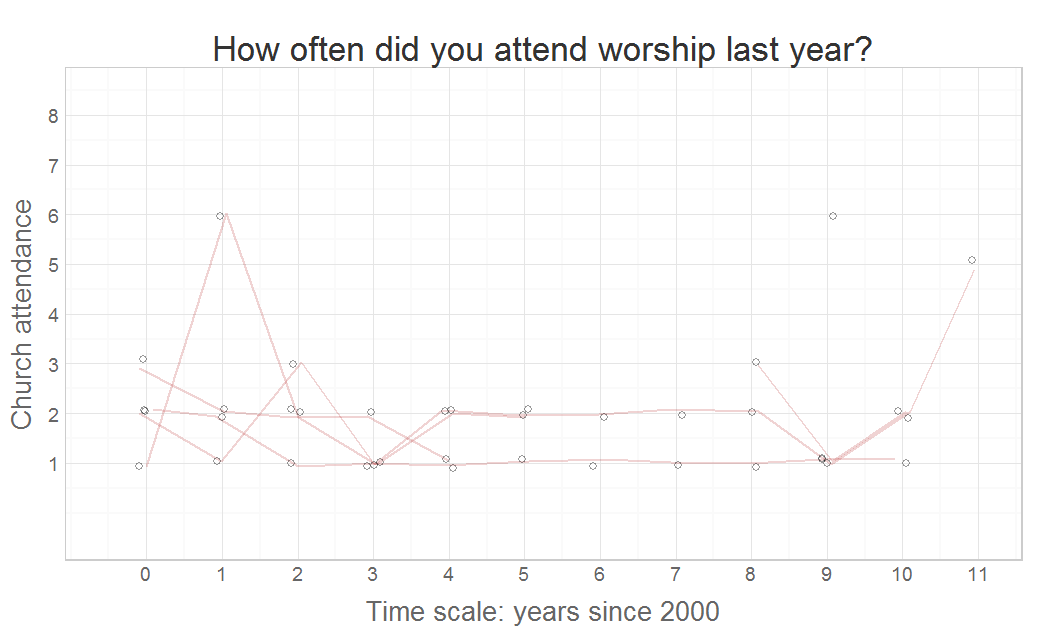 How often did you attend worship last year?
8
7
6
5
4
3
2
1
Church attendance
0 1 2 3 4 5 6 7 8 9 10 11
Time scale: years since 2000